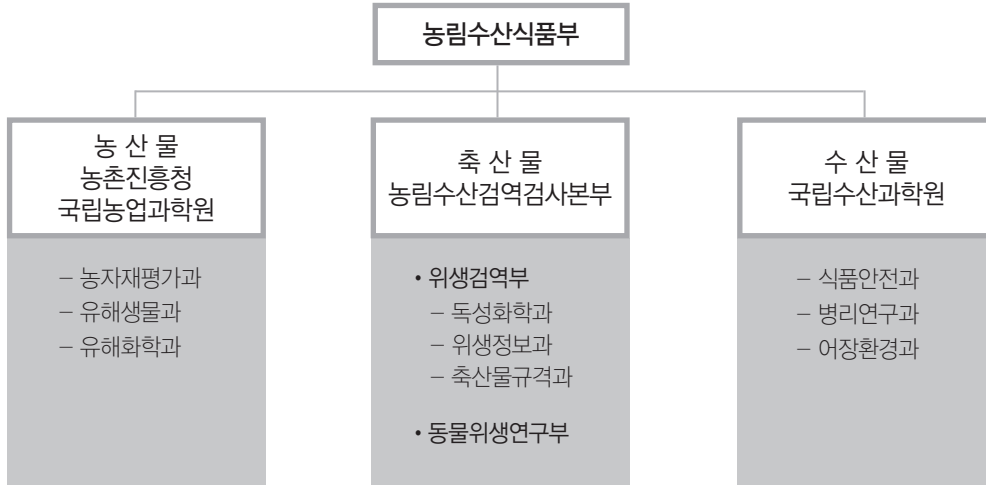 농림수산식품부
농 산 물
농촌진흥청
국립농업과학원
– 농자재평가과
– 유해생물과
– 유해화학과
축 산 물
농림수산검역검사본부
• 위생검역부
– 독성화학과
– 위생정보과
– 축산물규격과
• 동물위생연구부
수 산 물
국립수산과학원
– 식품안전과
– 병리연구과
– 어장환경과